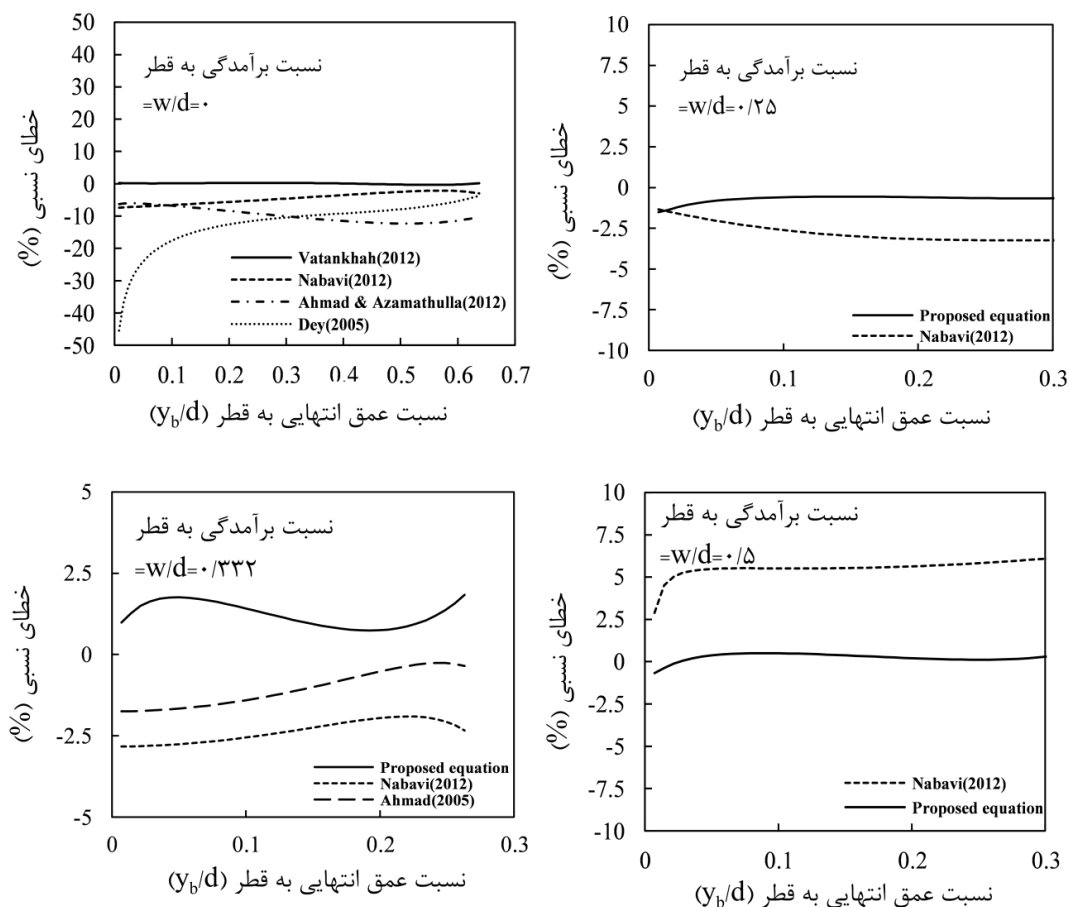 نسبت برآمدگی به قطر
=w/d=۰
50
40
30
20
10
0
-10
-20
-30
-40
-50
خطای نسبی (%)
Vatankhah(2012)
Nabavi(2012)
Ahmad & Azamathulla(2012)
Dey(2005)
0 0.1 0.2 0.3 0.4 0.5 0.6 0.7
نسبت عمق انتهایی به قطر (y_b/d)
نسبت برآمدگی به قطر
=w/d=۰/۲۵
10
7.5
5
2.5
0
-2.5
-5
-7.5
-10
خطای نسبی (%)
Proposed equation
Nabavi(2012)
0 0.1 0.2 0.3
نسبت عمق انتهایی به قطر (y_b/d)
نسبت برآمدگی به قطر
=w/d=۰/۳۳۲
5
2.5
0
-2.5
-5
خطای نسبی (%)
Proposed equation
Nabavi(2012)
Ahmad(2005)
0 0.1 0.2 0.3
نسبت عمق انتهایی به قطر (y_b/d)
نسبت برآمدگی به قطر
=w/d=۰/۵
10
7.5
5
2.5
0
-2.5
-5
-7.5
-10
خطای نسبی (%)
Nabavi(2012)
Proposed equation
0 0.1 0.2 0.3
نسبت عمق انتهایی به قطر (y_b/d)